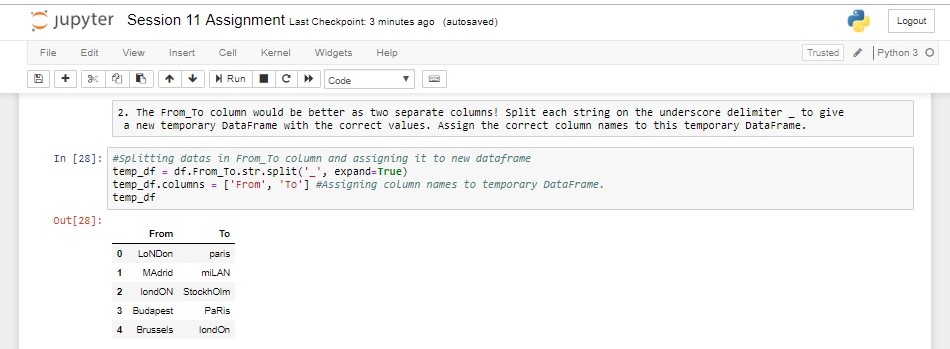 jupyter Session 11 Assignment Last Checkpoint: 3 minutes ago (autosaved) Logout
File Edit View Insert Cell Kernel Widgets Help Trusted Python 3
Run Code
2. The From_To column would be better as two separate columns! Split each string on the underscore delimiter _ to give
a new temporary DataFrame with the correct values. Assign the correct column names to this temporary DataFrame.
In [28]: #Splitting datas in From_To column and assigning it to new dataframe
temp_df = df.From_To.str.split('_', expand=True)
temp_df.columns = ['From', 'To'] #Assigning column names to temporary DataFrame.
temp_df
Out[28]:
From To
0 LoNDon paris
1 MAdrid miLAN
2 londON StockhOlm
3 Budapest PaRis
4 Brussels londOn